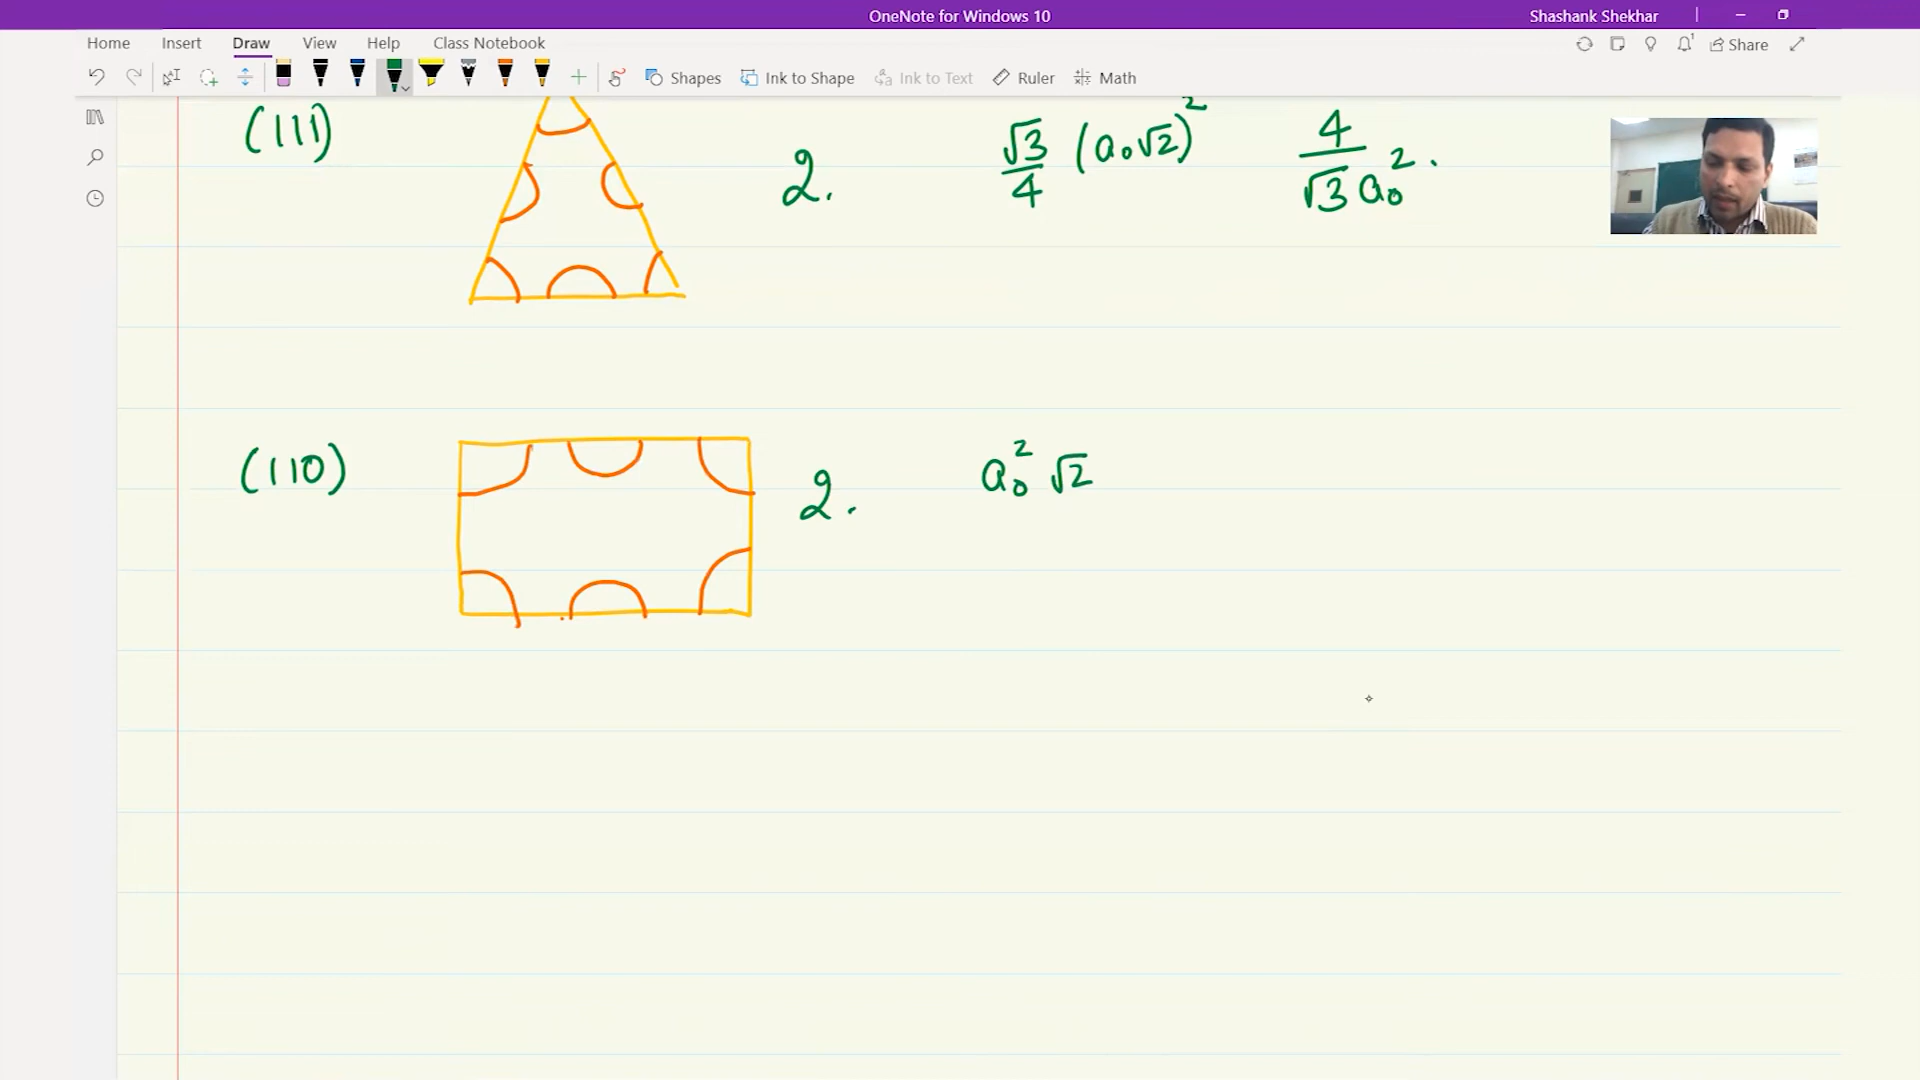 OneNote for Windows 10
Shashank Shekhar
Home Insert Draw View Help Class Notebook
Share
Shapes Ink to Shape Ink to Text Ruler Math
(111) 2. √3/4 (a₀√2)² 4/√3a₀².
(110) 2. a₀²√2